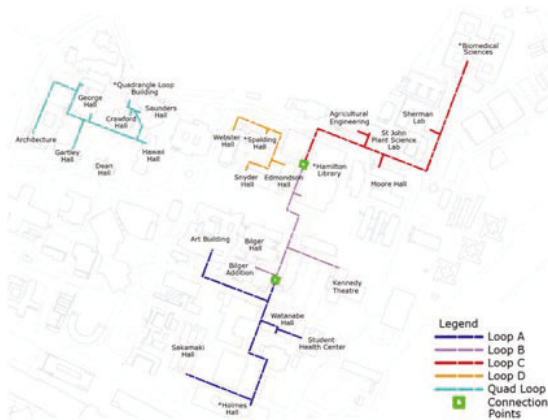 *Biomedical
Sciences
George
Hall
*Quadrangle Loop
Building
Saunders
Hall
Crawford
Hall
Architecture
Gartley
Hall
Dean
Hall
Hawaii
Hall
Webster
Hall
*Spalding
Hall
Snyder
Hall
Edmondson
Hall
Agricultural
Engineering
Sherman
Lab
St John
Plant Science
Lab
*Hamilton
Library
Moore Hall
Art Building
Bilger
Hall
Bilger
Addition
Kennedy
Theatre
Watanabe
Hall
Student
Health Center
Sakamaki
Hall
*Holmes
Hall
Legend
Loop A
Loop B
Loop C
Loop D
Quad Loop
Connection
Points